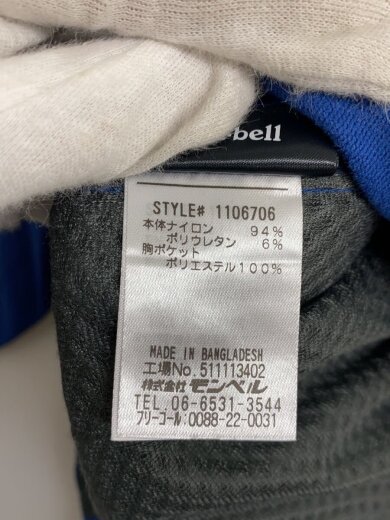 bell
STYLE# 1106706
本体ナイロン 94%
ポリウレタン 6%
胸ポケット
ポリエステル100%
MADE IN BANGLADESH
工場No. 511113402
株式会社 モンベル
TEL. 06-6531-3544
フリーコール:0088-22-0031